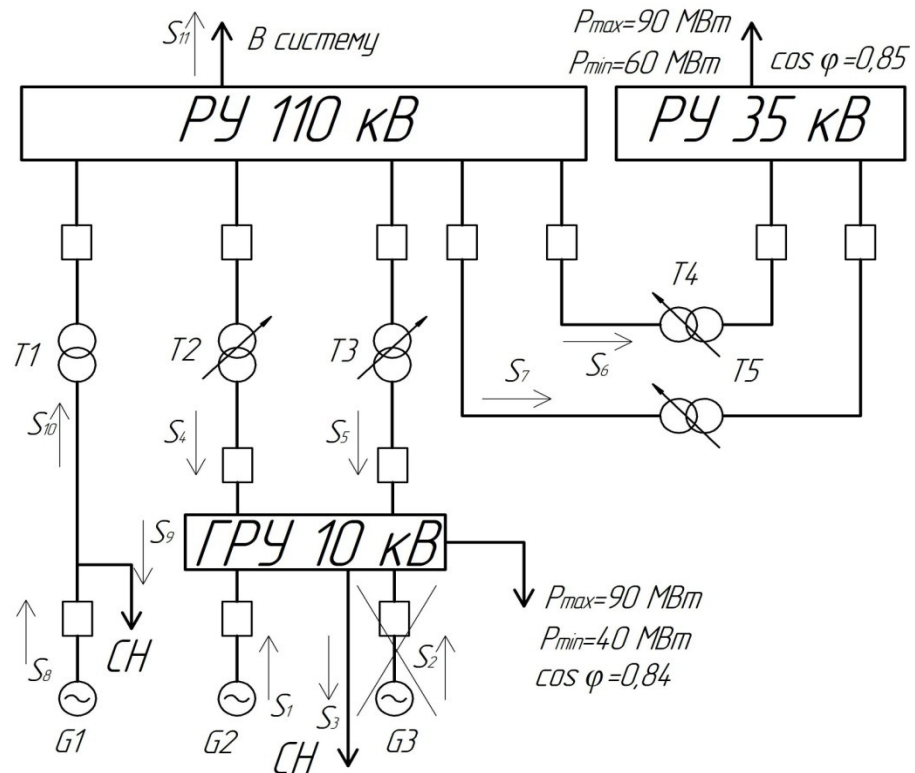 S11
В систему
Pmax=90 МВт
Pmin=60 МВт
cos φ=0,85
РУ 110 кВ
РУ 35 кВ
T1
T2
T3
T4
T5
S6
S7
S10
S4
S5
S9
ГРУ 10 кВ
Pmax=90 МВт
Pmin=40 МВт
cos φ=0,84
S8
СН
S1
S3
S2
G1
G2
СН
G3